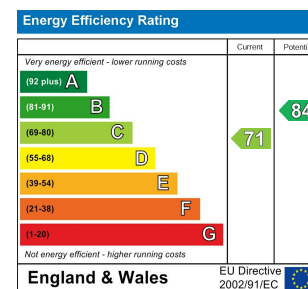 Energy Efficiency Rating
Current Potenti
Very energy efficient - lower running costs
(92 plus) A
(81-91) B
84
(69-80) C
71
(55-68) D
(39-54) E
(21-38) F
(1-20) G
Not energy efficient - higher running costs
England & Wales
EU Directive
2002/91/EC